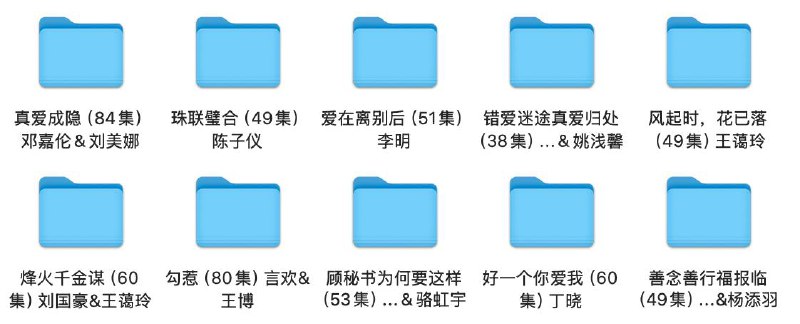 真爱成隐（84集）
邓嘉伦＆刘美娜
珠联璧合（49集）
陈子仪
爱在离别后（51集）
李明
错爱迷途真爱归处
(38集）...＆姚浅馨
风起时，花已落
（49集）王蔼玲
烽火千金谋（60
集）刘国豪&王蔼玲
勾惹（80集）言欢&
王博
顾秘书为何要这样
(53集）...＆骆虹宇
好一个你爱我（60
集）丁晓
善念善行福报临
（49集）...&杨添羽